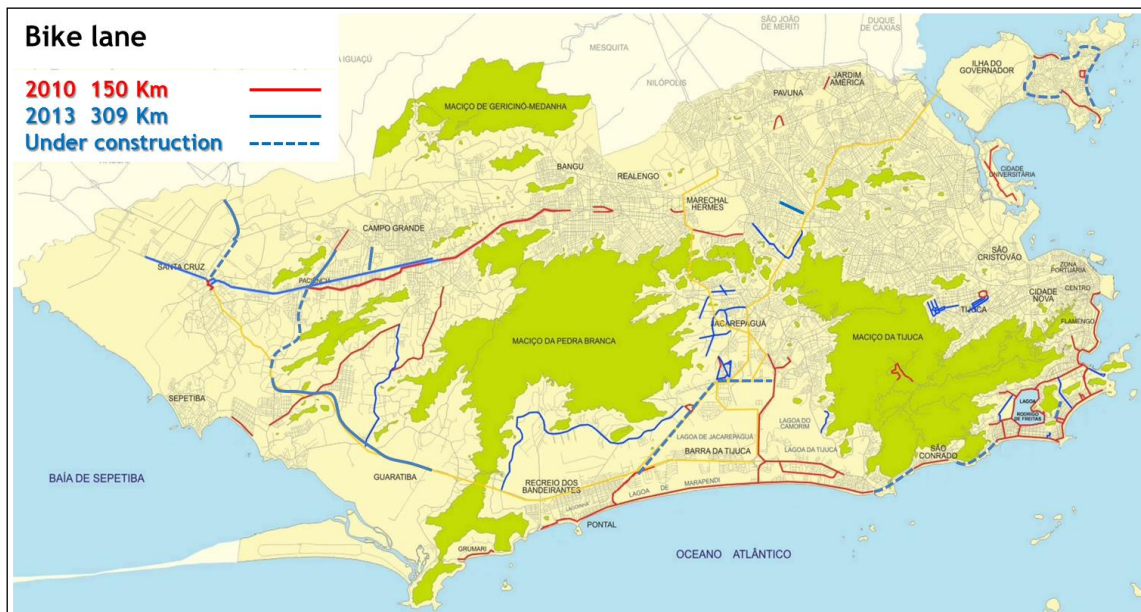 Bike lane
2010 150 Km
2013 309 Km
Under construction
SÃO JOÃO
DE MERITI
DUQUE
DE CAXIAS
MESQUITA
IGUAÇÚ
NILÓPOLIS
ILHA DO
GOVERNADOR
JARDIM
AMÉRICA
PAVUNA
MACIÇO DE GERICINÓ-MEDANHA
BANGU
REALENGO
CIDADE
UNIVERSITÁRIA
MARECHAL
HERMES
CAMPO GRANDE
SANTA CRUZ
SÃO
CRISTOVÃO
ZONA
PORTUÁRIA
CENTRO
CIDADE
NOVA
TIJUCA
FLAMENGO
JACAREPAGUÁ
MACIÇO DA PEDRA BRANCA
MACIÇO DA TIJUCA
SEPETIBA
LAGOA
RODRIGO
DE FREITAS
LAGOA DO
CAMORIM
LAGOA DE JACAREPAGUÁ
LAGOA DA TIJUCA
BARRA DA TIJUCA
SÃO
CONRADO
BAÍA DE SEPETIBA
GUARATIBA
RECREIO DOS
BANDEIRANTES
LAGOA DE MARAPENDI
PONTAL
GRUMARI
OCEANO ATLÂNTICO